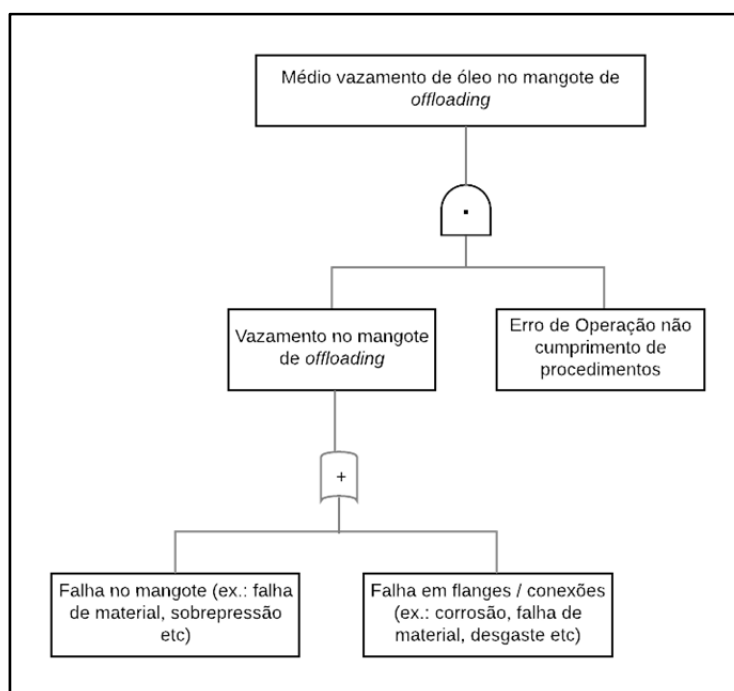 Médio vazamento de óleo no mangote de
offloading
.
Vazamento no mangote
de offloading
Erro de Operação não
cumprimento de
procedimentos
+
Falha no mangote (ex.: falha
de material, sobrepressão
etc)
Falha em flanges / conexões
(ex.: corrosão, falha de
material, desgaste etc)